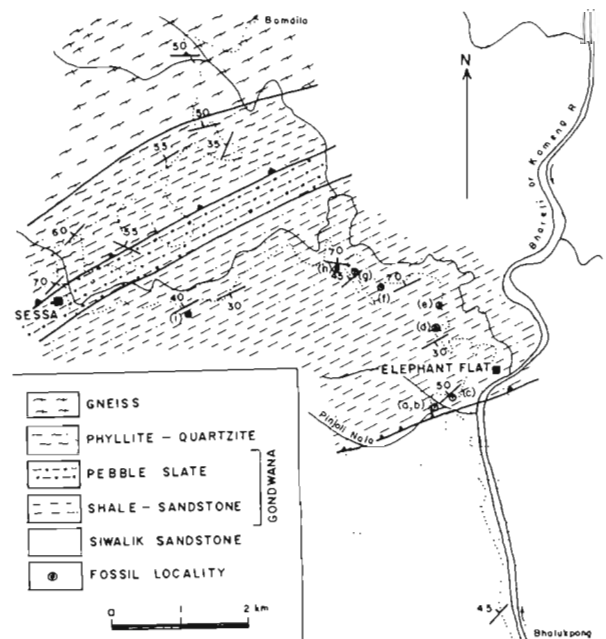 Bomdila
50
N
50
55
35
Bhareli or Kameng R
60
55
70
70
(h)
45
(g)
70
(f)
SESSA
40
(i)
30
(e)
(d)
30
ELEPHANT FLAT
50
(c)
(a,b)
Pinjoli Nala
GNEISS
PHYLLITE - QUARTZITE
PEBBLE SLATE
SHALE - SANDSTONE
GONDWANA
SIWALIK SANDSTONE
FOSSIL LOCALITY
0 1 2 km
45
Bhalukpong